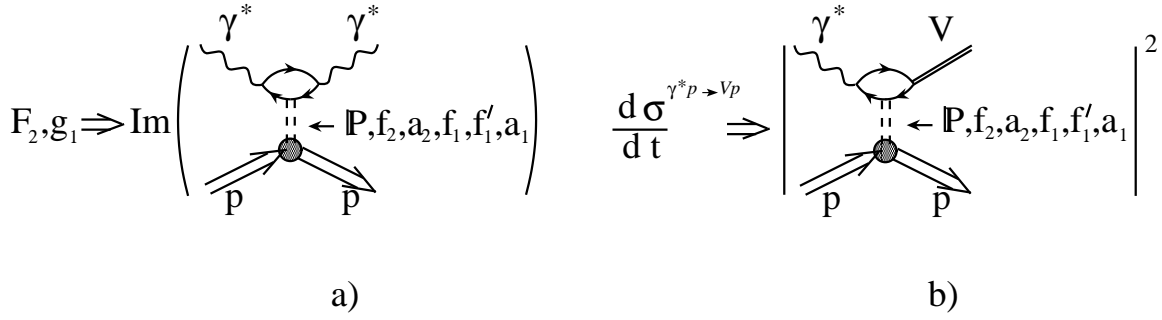 γ* γ*
F₂,g₁ ⇒ Im ( ← ℙ,f₂,a₂,f₁,f₁′,a₁ )
p p
a)
γ* V 2
dσ^{γ*p→Vp}
dt
⇒ | ← ℙ,f₂,a₂,f₁,f₁′,a₁ |
p p
b)